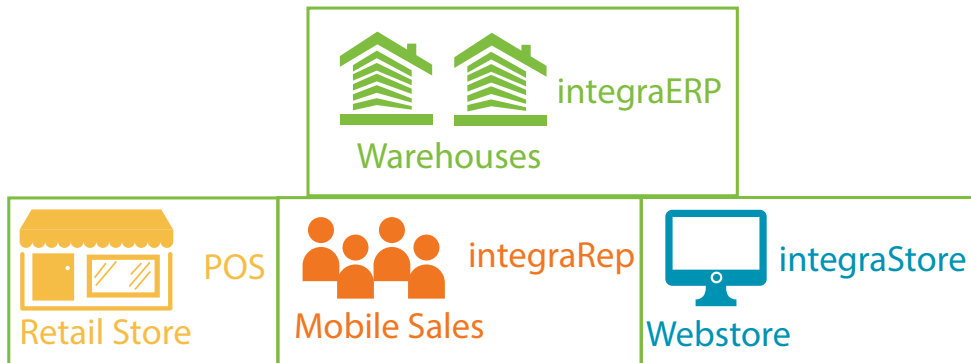 integraERP
Warehouses
POS
Retail Store
integraRep
Mobile Sales
integraStore
Webstore